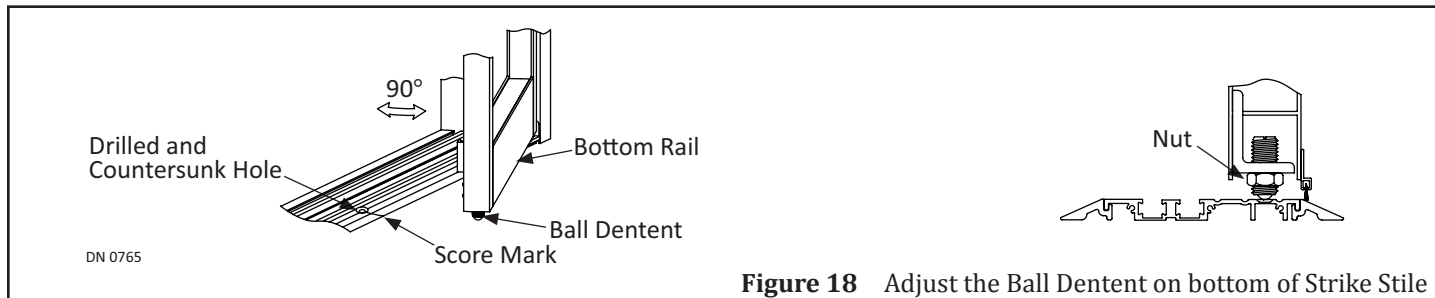 90°
Drilled and
Countersunk Hole
Bottom Rail
Ball Dentent
Score Mark
DN 0765
Nut
Figure 18 Adjust the Ball Dentent on bottom of Strike Stile